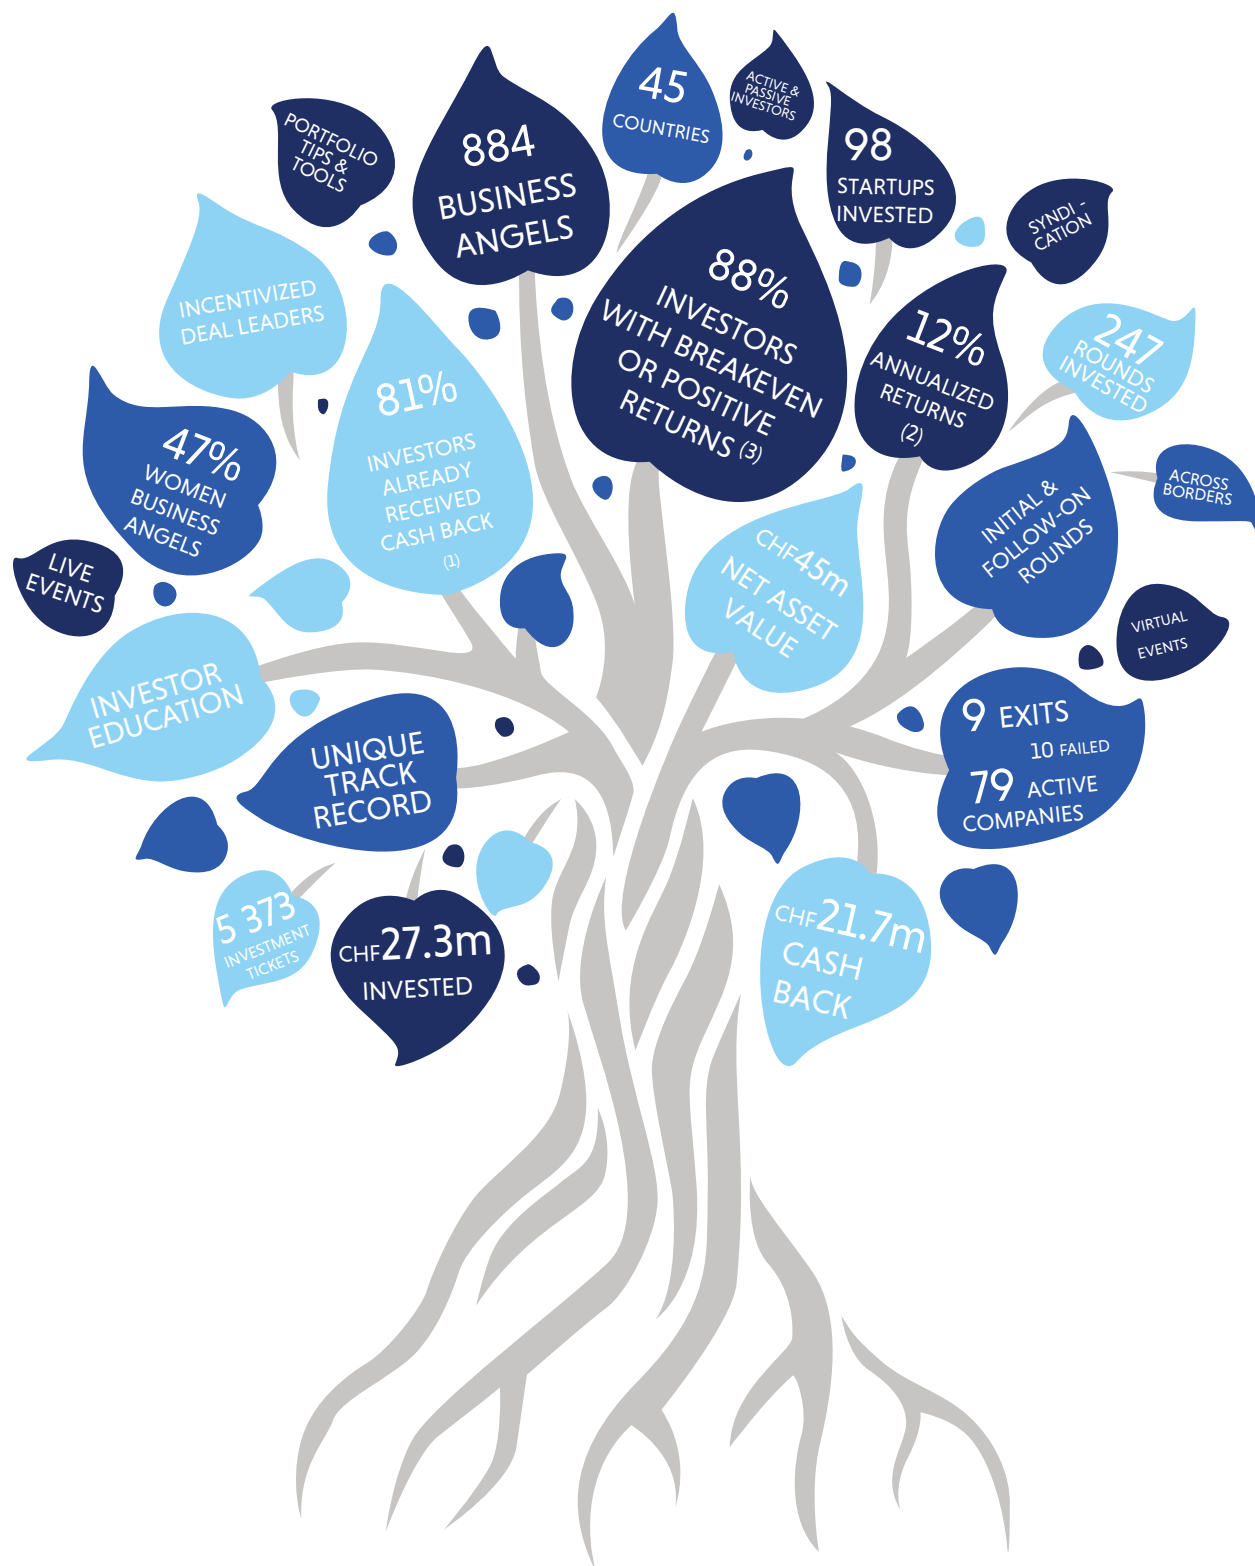 45
COUNTRIES
ACTIVE &
PASSIVE
INVESTORS
PORTFOLIO
TIPS &
TOOLS
884
BUSINESS
ANGELS
98
STARTUPS
INVESTED
SYNDI -
CATION
INCENTIVIZED
DEAL LEADERS
88%
INVESTORS
WITH BREAKEVEN
OR POSITIVE
RETURNS (3)
12%
ANNUALIZED
RETURNS
(2)
247
ROUNDS
INVESTED
81%
INVESTORS
ALREADY
RECEIVED
CASH BACK
(1)
47%
WOMEN
BUSINESS
ANGELS
ACROSS
BORDERS
INITIAL &
FOLLOW-ON
ROUNDS
LIVE
EVENTS
CHF45m
NET ASSET
VALUE
VIRTUAL
EVENTS
INVESTOR
EDUCATION
UNIQUE
TRACK
RECORD
9 EXITS
10 FAILED
79 ACTIVE
COMPANIES
5 373
INVESTMENT
TICKETS
CHF27.3m
INVESTED
CHF21.7m
CASH
BACK